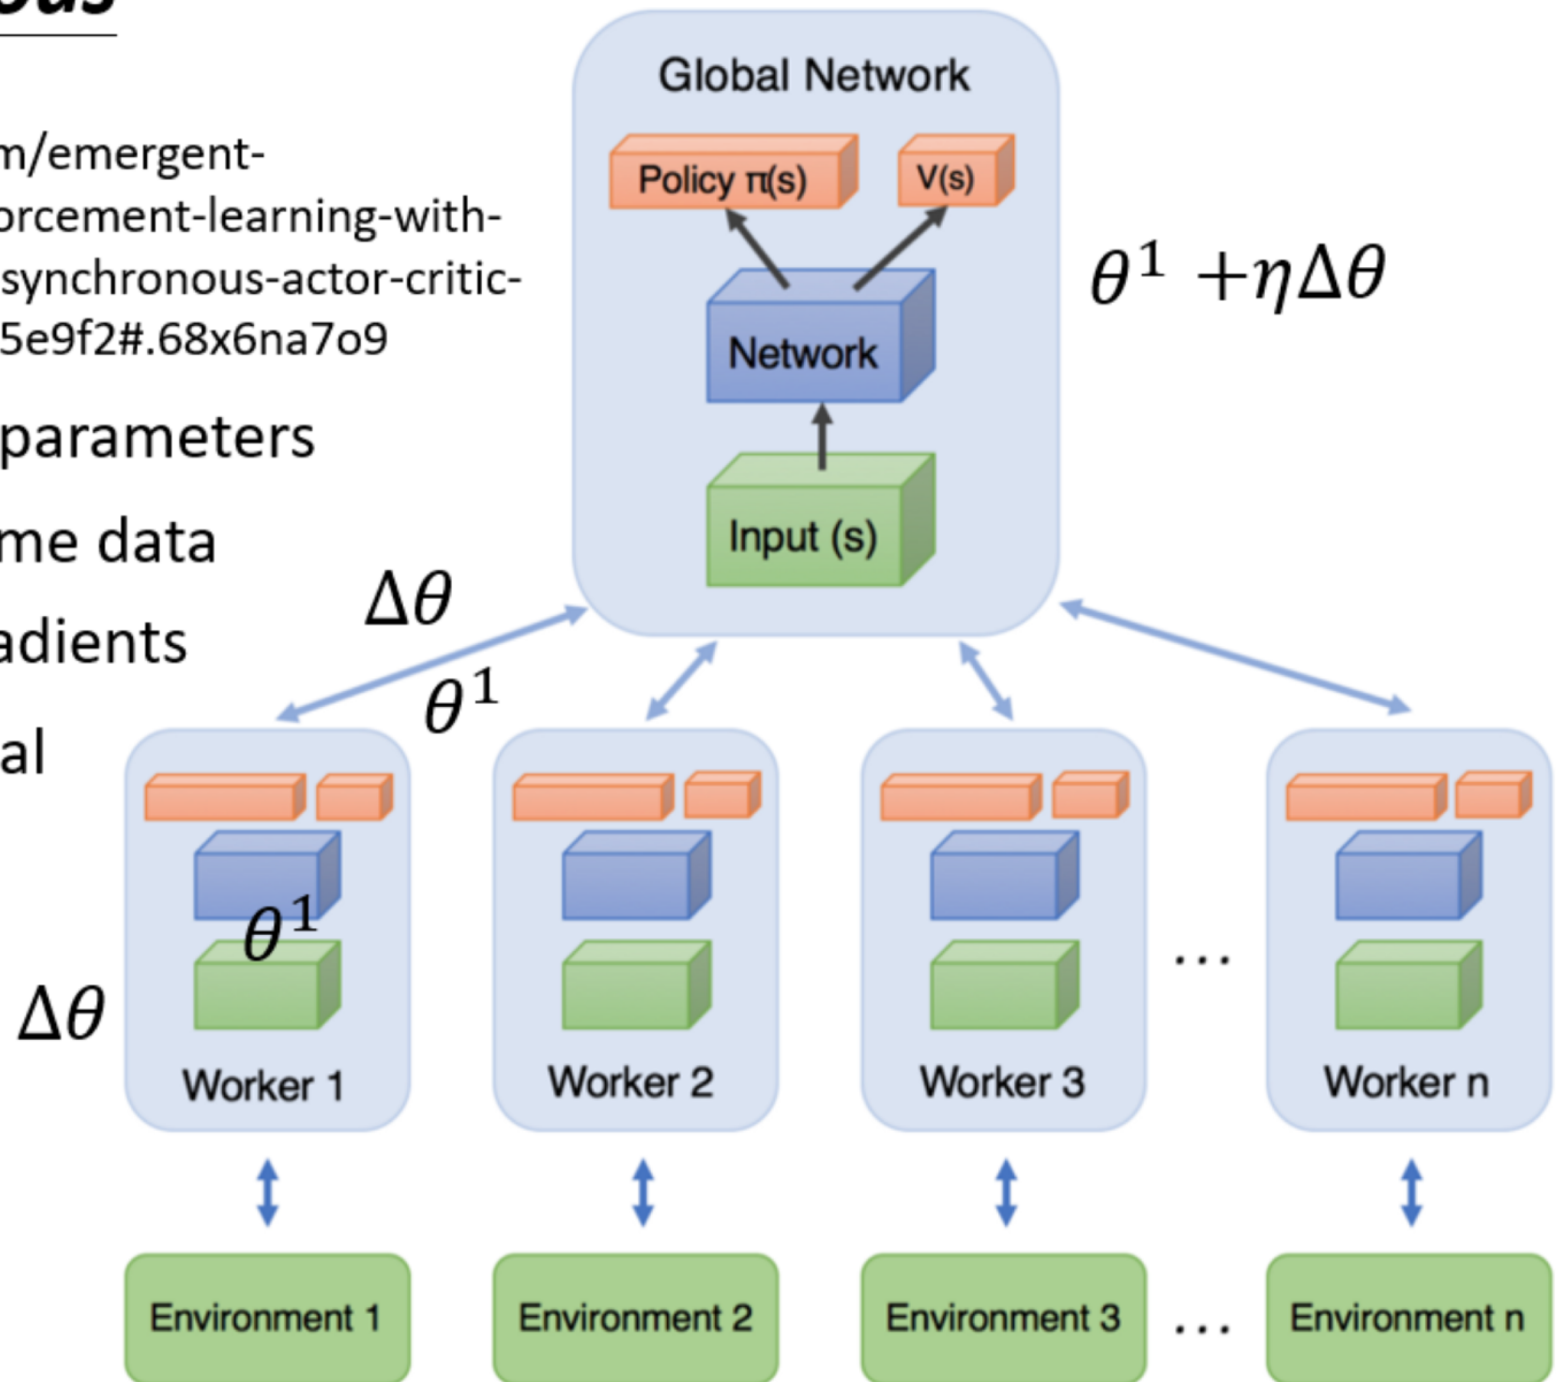 ous
m/emergent-
orcement-learning-with-
synchronous-actor-critic-
5e9f2#.68x6na7o9
parameters
me data
adients
al
Global Network
Policy π(s)
V(s)
Network
Input (s)
θ¹ +ηΔθ
Δθ
θ¹
θ¹
Δθ
Worker 1
Worker 2
Worker 3
...
Worker n
Environment 1
Environment 2
Environment 3
...
Environment n